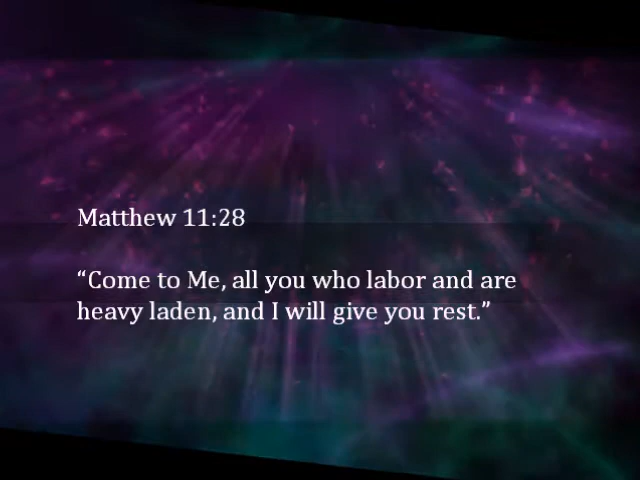 Matthew 11:28
“Come to Me, all you who labor and are
heavy laden, and I will give you rest.”